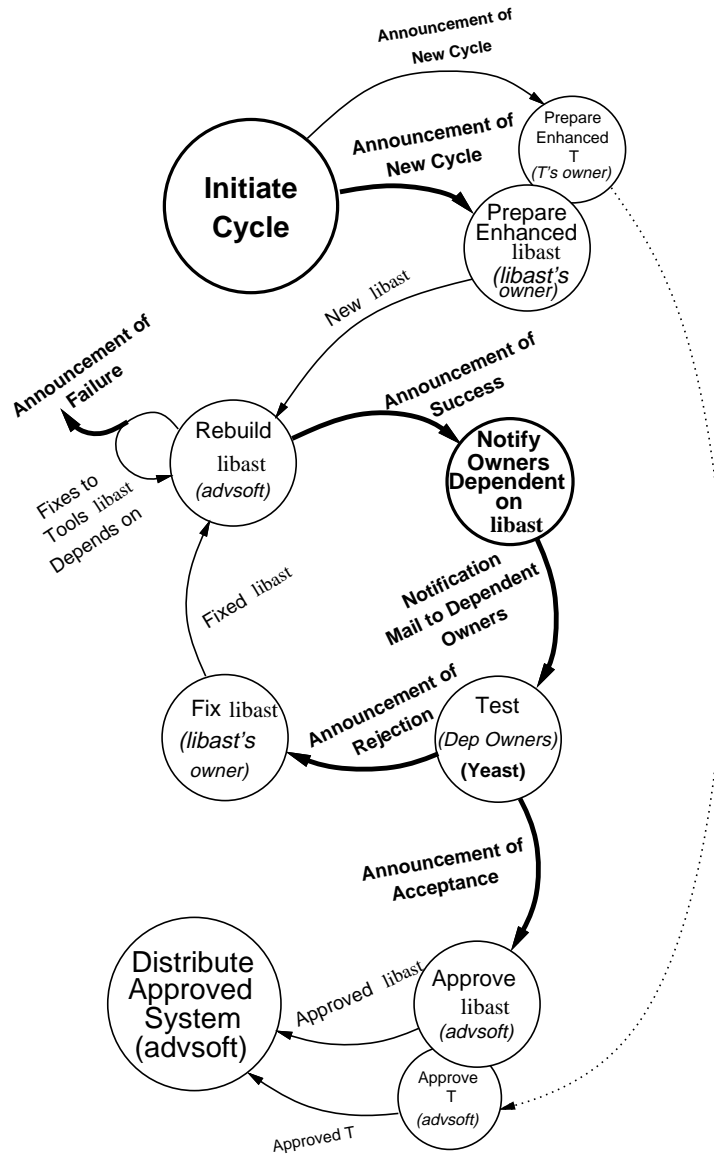 Announcement of
New Cycle
Prepare
Enhanced
T
(T's owner)
Announcement of
New Cycle
Initiate
Cycle
Prepare
Enhanced
libast
(libast's
owner)
New libast
Announcement of
Failure
Announcement of
Success
Rebuild
libast
(advsoft)
Notify
Owners
Dependent
on
libast
Fixes to
Tools libast
Depends on
Fixed libast
Notification
Mail to Dependent
Owners
Fix libast
(libast's
owner)
Announcement of
Rejection
Test
(Dep Owners)
(Yeast)
Announcement of
Acceptance
Distribute
Approved
System
(advsoft)
Approved libast
Approve
libast
(advsoft)
Approve
T
(advsoft)
Approved T